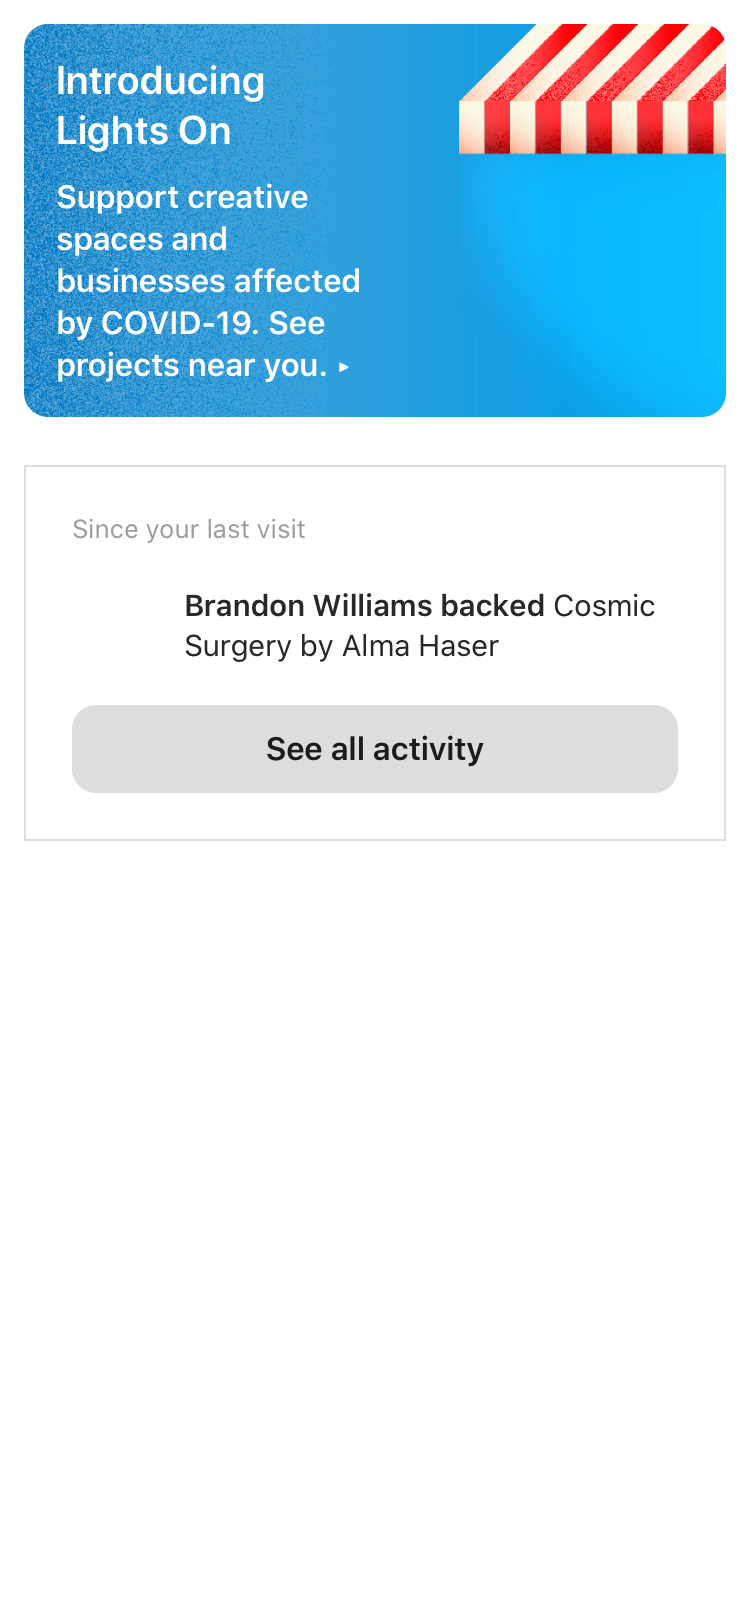 Introducing
Lights On
Support creative
spaces and
businesses affected
by COVID-19. See
projects near you. ▸
Since your last visit
Brandon Williams backed Cosmic
Surgery by Alma Haser
See all activity